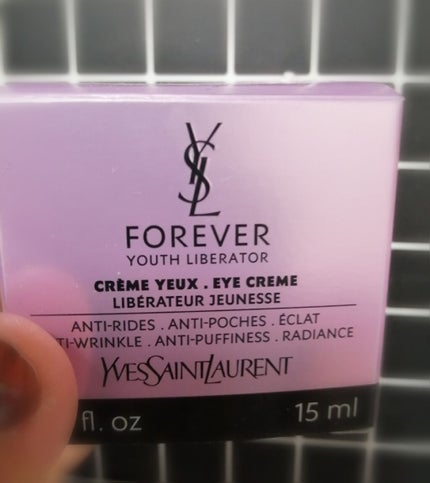 YSL
FOREVER
YOUTH LIBERATOR
CRÈME YEUX . EYE CREME
LIBÉRATEUR JEUNESSE
ANTI-RIDES . ANTI-POCHES . ÉCLAT
TI-WRINKLE . ANTI-PUFFINESS . RADIANCE
YVESSAINTLAURENT
fl. oz 15 ml